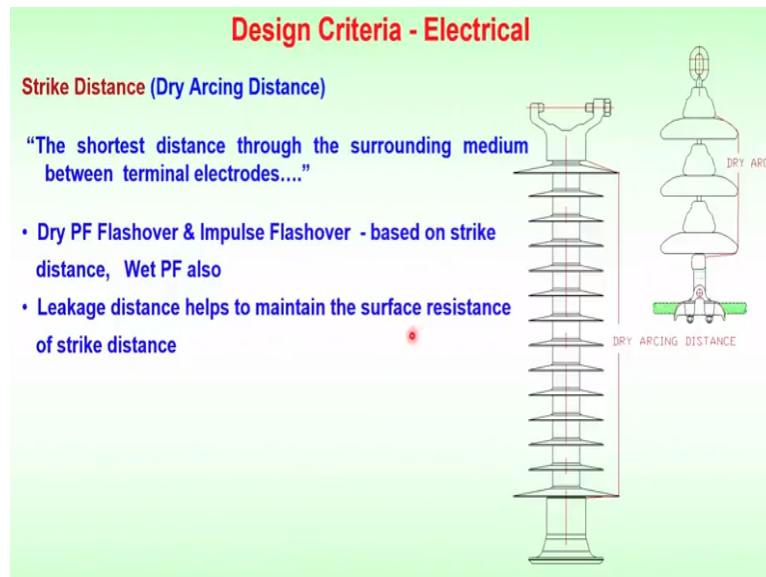 Design Criteria - Electrical
Strike Distance (Dry Arcing Distance)
“The shortest distance through the surrounding medium
between terminal electrodes....”
• Dry PF Flashover & Impulse Flashover - based on strike
distance, Wet PF also
• Leakage distance helps to maintain the surface resistance
of strike distance
DRY ARC
DRY ARCING DISTANCE